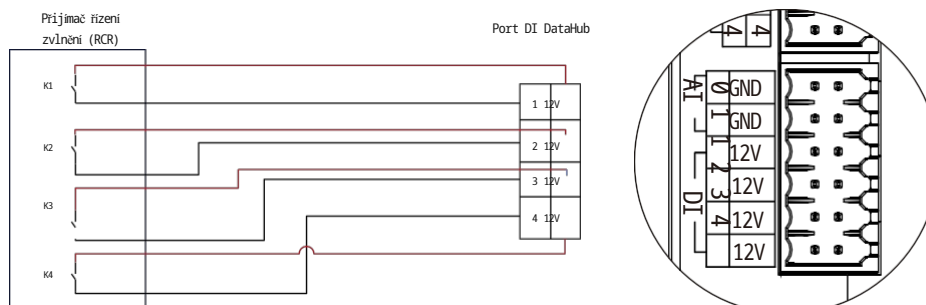 Přijímač řízení
zvlnění (RCR)
Port DI DataHub
K1
K2
K3
K4
1 12V
2 12V
3 12V
4 12V
4 4
AI
0 GND
1 GND
DI
1 12V
2 12V
3 12V
4 12V